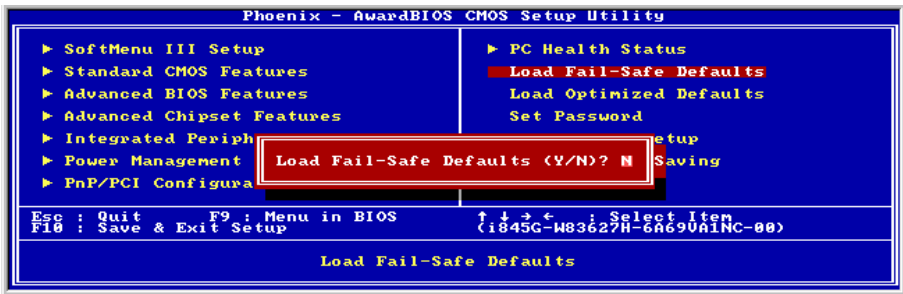 Phoenix - AwardBIOS CMOS Setup Utility
► SoftMenu III Setup
► Standard CMOS Features
► Advanced BIOS Features
► Advanced Chipset Features
► Integrated Periph
► Power Management
► PnP/PCI Configura
► PC Health Status
Load Fail-Safe Defaults
Load Optimized Defaults
Set Password
etup
Saving
Load Fail-Safe Defaults (Y/N)? N
Esc : Quit F9 : Menu in BIOS ↑ ↓ → ← : Select Item
F10 : Save & Exit Setup (i845G-W83627H-6A69VA1NC-00)
Load Fail-Safe Defaults